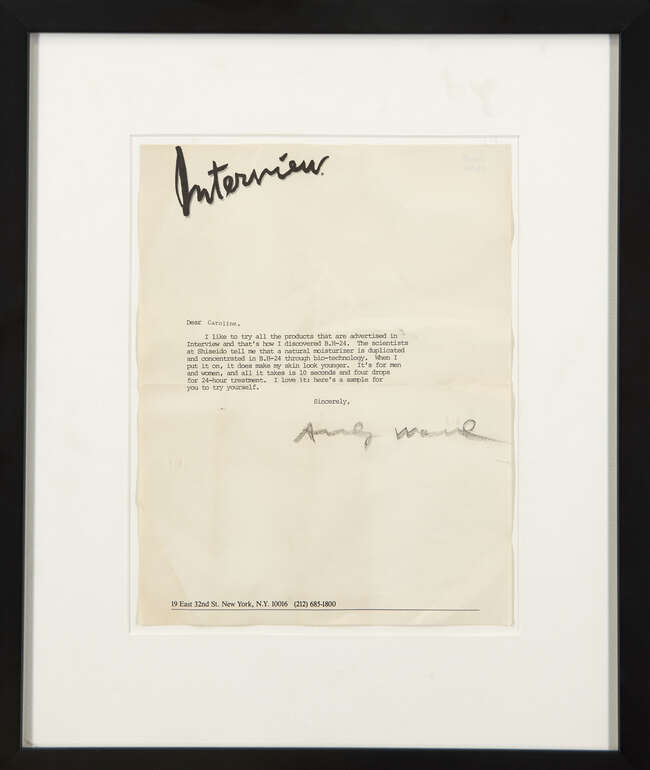 Interview
Dear Caroline,
I like to try all the products that are advertised in
Interview and that's how I discovered B.H-24. The scientists
at Shiseido tell me that a natural moisturizer is duplicated
and concentrated in B.H-24 through bio-technology. When I
put it on, it does make my skin look younger. It's for men
and women, and all it takes is 10 seconds and four drops
for 24-hour treatment. I love it: here's a sample for
you to try yourself.
Sincerely,
Andy Warhol
19 East 32nd St. New York, N.Y. 10016 (212) 685-1800